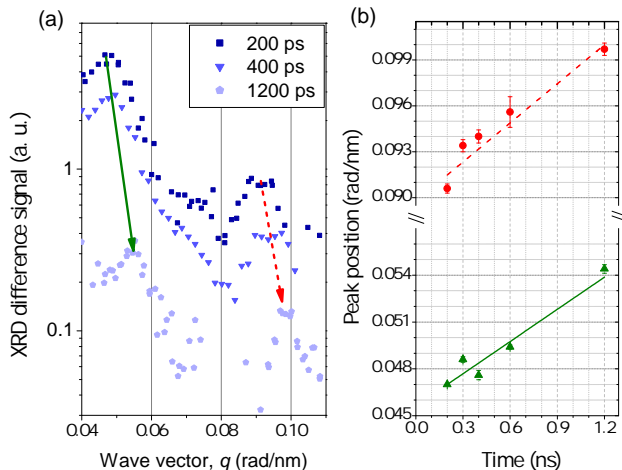 (a)
200 ps
400 ps
1200 ps
XRD difference signal (a. u.)
1
0.1
0.04
0.06
0.08
0.10
Wave vector, q (rad/nm)
(b)
Peak position (rad/nm)
0.099
0.096
0.093
0.090
0.054
0.051
0.048
0.045
0.0
0.3
0.6
0.9
1.2
Time (ns)